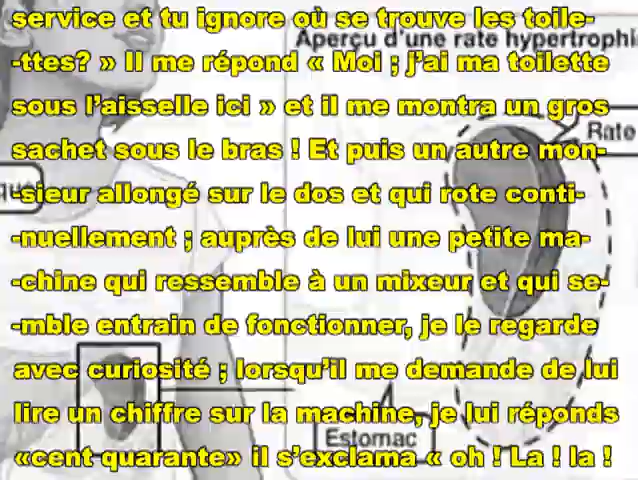 service et tu ignore où se trouve les toile-
Aperçu d'une rate hypertrophi
-ttes? » Il me répond « Moi ; j'ai ma toilette
sous l'aisselle ici » et il me montra un gros
Rate
sachet sous le bras ! Et puis un autre mon-
-sieur allongé sur le dos et qui rote conti-
-nuellement ; auprès de lui une petite ma-
-chine qui ressemble à un mixeur et qui se-
-mble entrain de fonctionner, je le regarde
avec curiosité ; lorsqu'il me demande de lui
lire un chiffre sur la machine, je lui réponds
Estomac
«cent quarante» il s'exclama « oh ! La ! la !